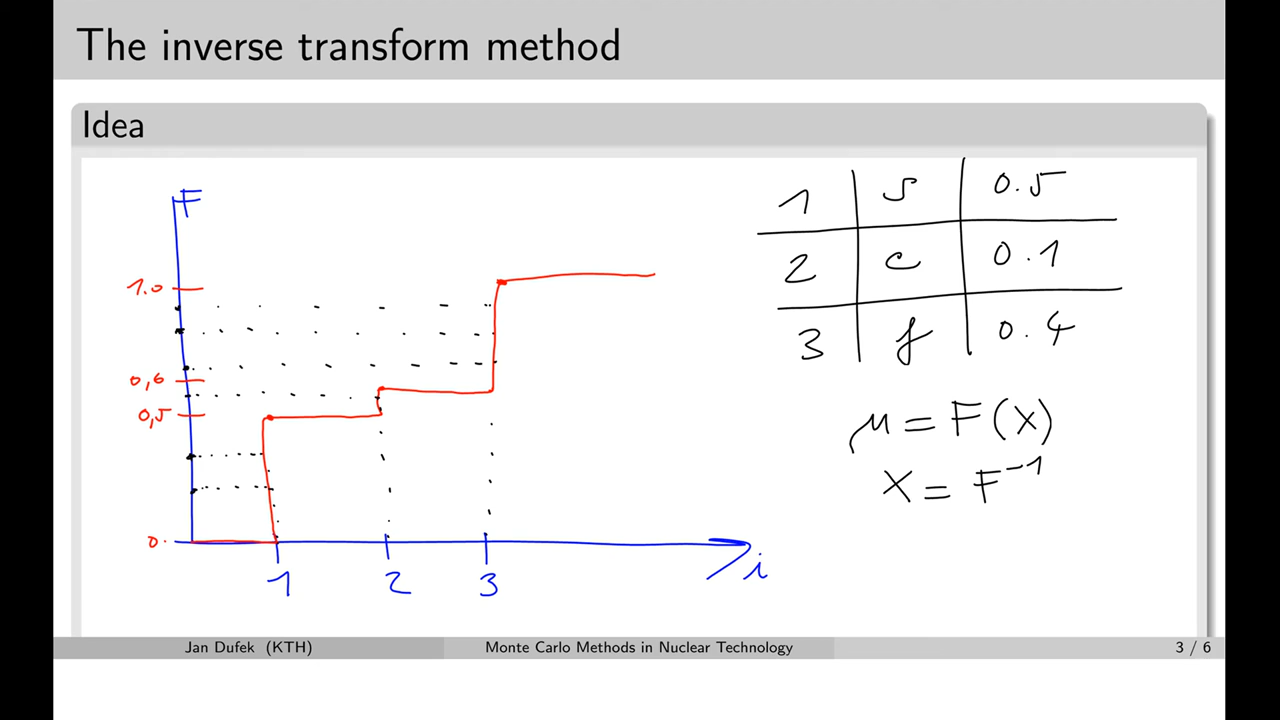 The inverse transform method
Idea
F
1.0
0,6
0,5
0.
1 2 3 i
1 s 0.5
2 c 0.1
3 f 0.4
μ = F(x)
x = F⁻¹
Jan Dufek (KTH) Monte Carlo Methods in Nuclear Technology 3 / 6